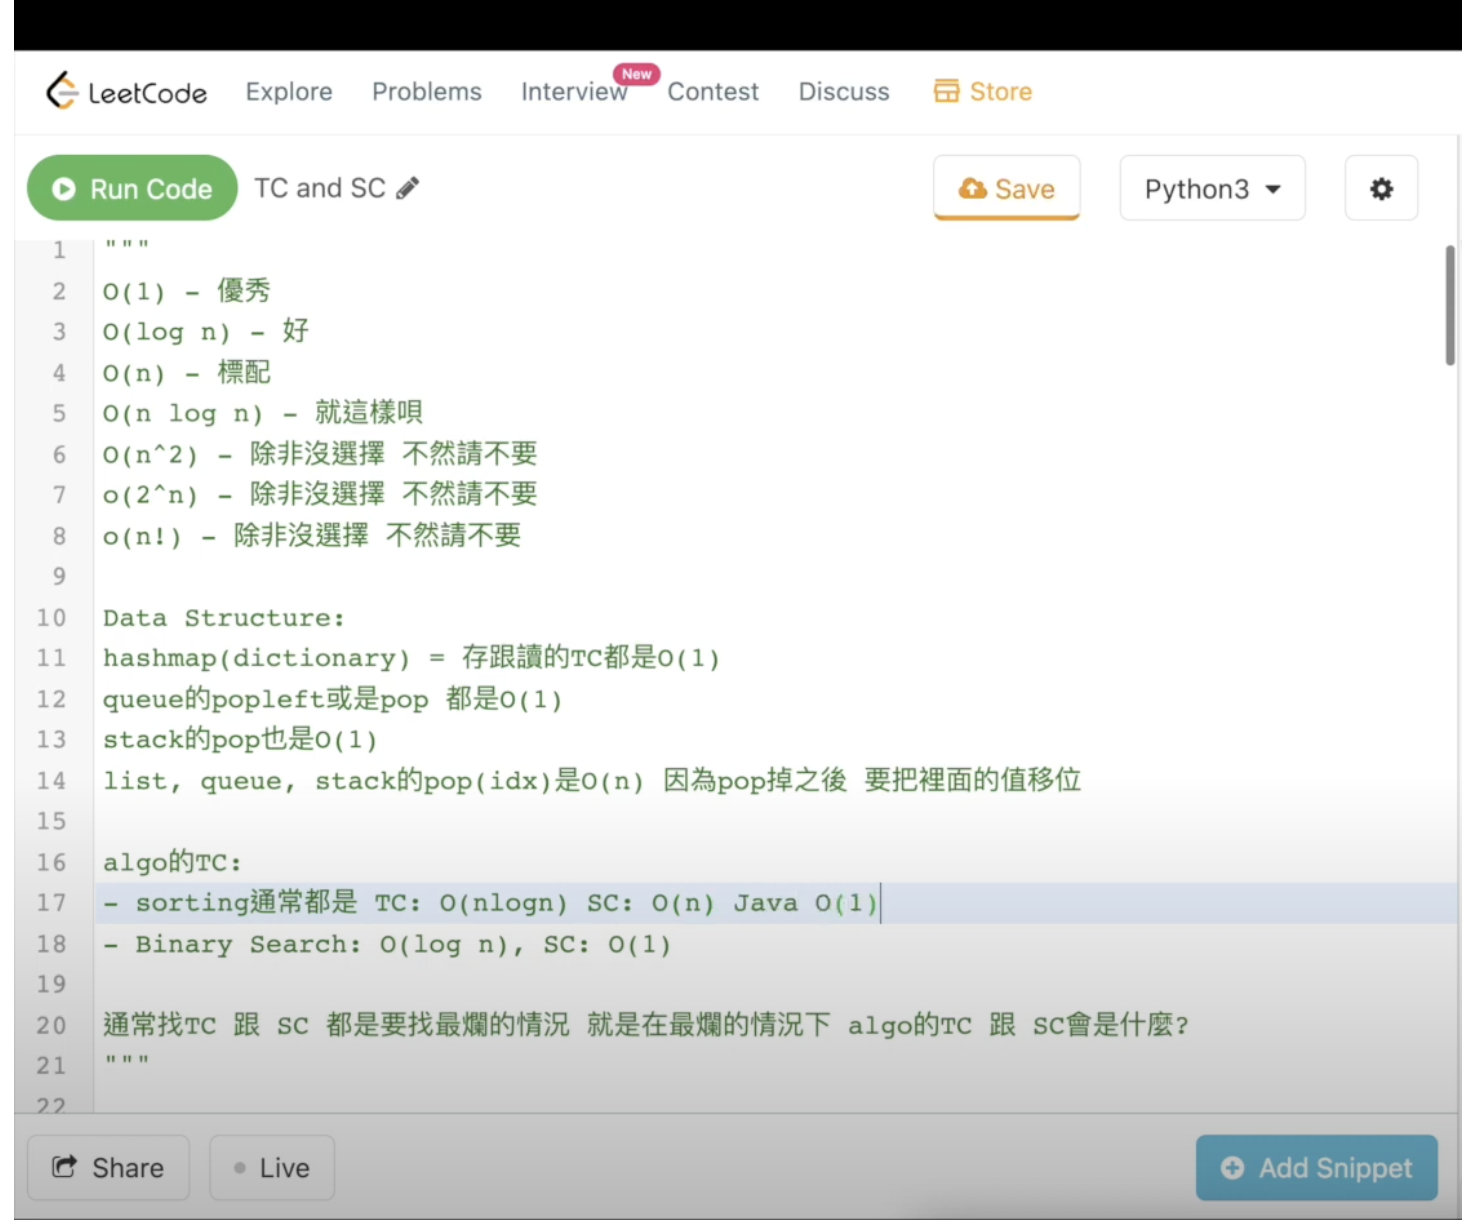 LeetCode Explore Problems Interview New Contest Discuss Store
Run Code TC and SC Save Python3
1 """
2 O(1) - 優秀
3 O(log n) - 好
4 O(n) - 標配
5 O(n log n) - 就這樣唄
6 O(n^2) - 除非沒選擇 不然請不要
7 o(2^n) - 除非沒選擇 不然請不要
8 o(n!) - 除非沒選擇 不然請不要
9
10 Data Structure:
11 hashmap(dictionary) = 存跟讀的TC都是O(1)
12 queue的popleft或是pop 都是O(1)
13 stack的pop也是O(1)
14 list, queue, stack的pop(idx)是O(n) 因為pop掉之後 要把裡面的值移位
15
16 algo的TC:
17 - sorting通常都是 TC: O(nlogn) SC: O(n) Java O(1)
18 - Binary Search: O(log n), SC: O(1)
19
20 通常找TC 跟 SC 都是要找最爛的情況 就是在最爛的情況下 algo的TC 跟 SC會是什麼?
21 """
22
Share Live Add Snippet